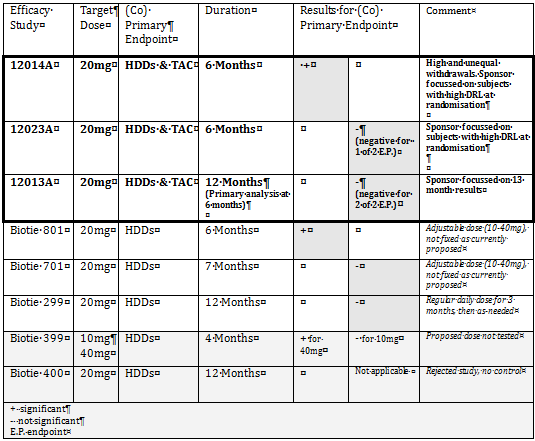 Efficacy
Study¤
Target¶
Dose¤
(Co)
Primary¶
Endpoint¤
Duration¤
Results for (Co)
Primary Endpoint¤
Comment¤
12014A¤
20mg¤
HDDs & TAC¤
6 Months¤
+¤
¤
High and unequal
withdrawals. Sponsor
focussed on subjects
with high DRL at
randomisation¶
¤
12023A¤
20mg¤
HDDs & TAC¤
6 Months¤
¤
-¶
(negative for
1 of 2 E.P.)¤
Sponsor focussed on
subjects with high DRL at
randomisation¶
¶
¤
12013A¤
20mg¤
HDDs & TAC¤
12 Months¶
(Primary analysis at
6 months)¶
¤
¤
-¶
(negative for
2 of 2 E.P.)¤
Sponsor focussed on 13
month results¤
Biotie 801¤
20mg¤
HDDs¤
6 Months¤
+¤
¤
Adjustable dose (10-40mg),
not fixed as currently
proposed¤
Biotie 701¤
20mg¤
HDDs¤
7 Months¤
¤
-¤
Adjustable dose (10-40mg),
not fixed as currently
proposed¤
Biotie 299¤
20mg¤
HDDs¤
12 Months¤
¤
-¤
Regular daily dose for 3
months, then as needed¤
Biotie 399¤
10mg¶
40mg¤
HDDs¤
4 Months¤
+ for
40mg¤
- for 10mg¤
Proposed dose not tested¤
Biotie 400¤
20mg¤
HDDs¤
12 Months¤
¤
Not applicable ¤
Rejected study, no control¤
+ - significant¶
-- not significant¶
E.P. endpoint¤